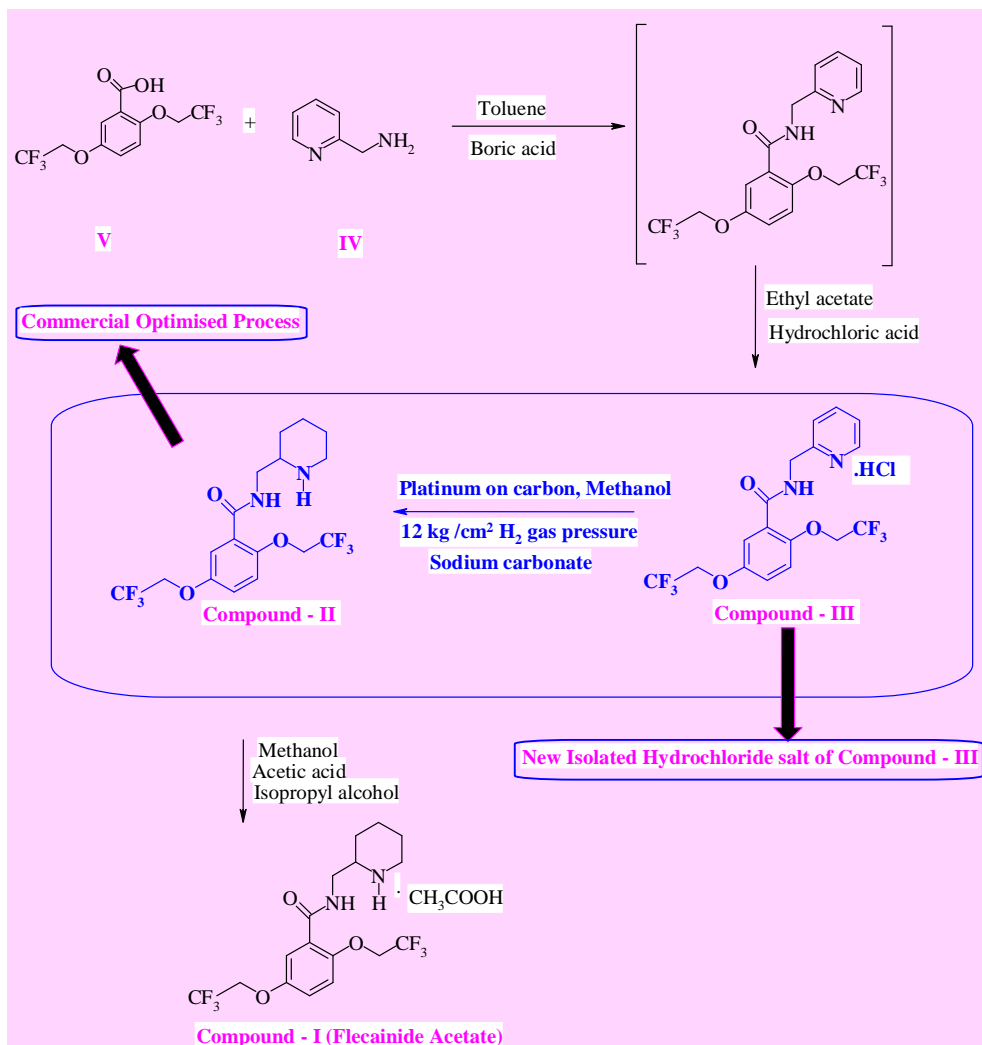 O
OH
O
CF3
CF3
O
V
+
N
NH2
IV
Toluene
Boric acid
N
O
NH
O
CF3
CF3
O
Ethyl acetate
Hydrochloric acid
Commercial Optimised Process
N
H
O
NH
O
CF3
CF3
O
Compound - II
Platinum on carbon, Methanol
12 kg /cm² H2 gas pressure
Sodium carbonate
N
.HCl
O
NH
O
CF3
CF3
O
Compound - III
New Isolated Hydrochloride salt of Compound - III
Methanol
Acetic acid
Isopropyl alcohol
N
H
. CH3COOH
O
NH
O
CF3
CF3
O
Compound - I (Flecainide Acetate)